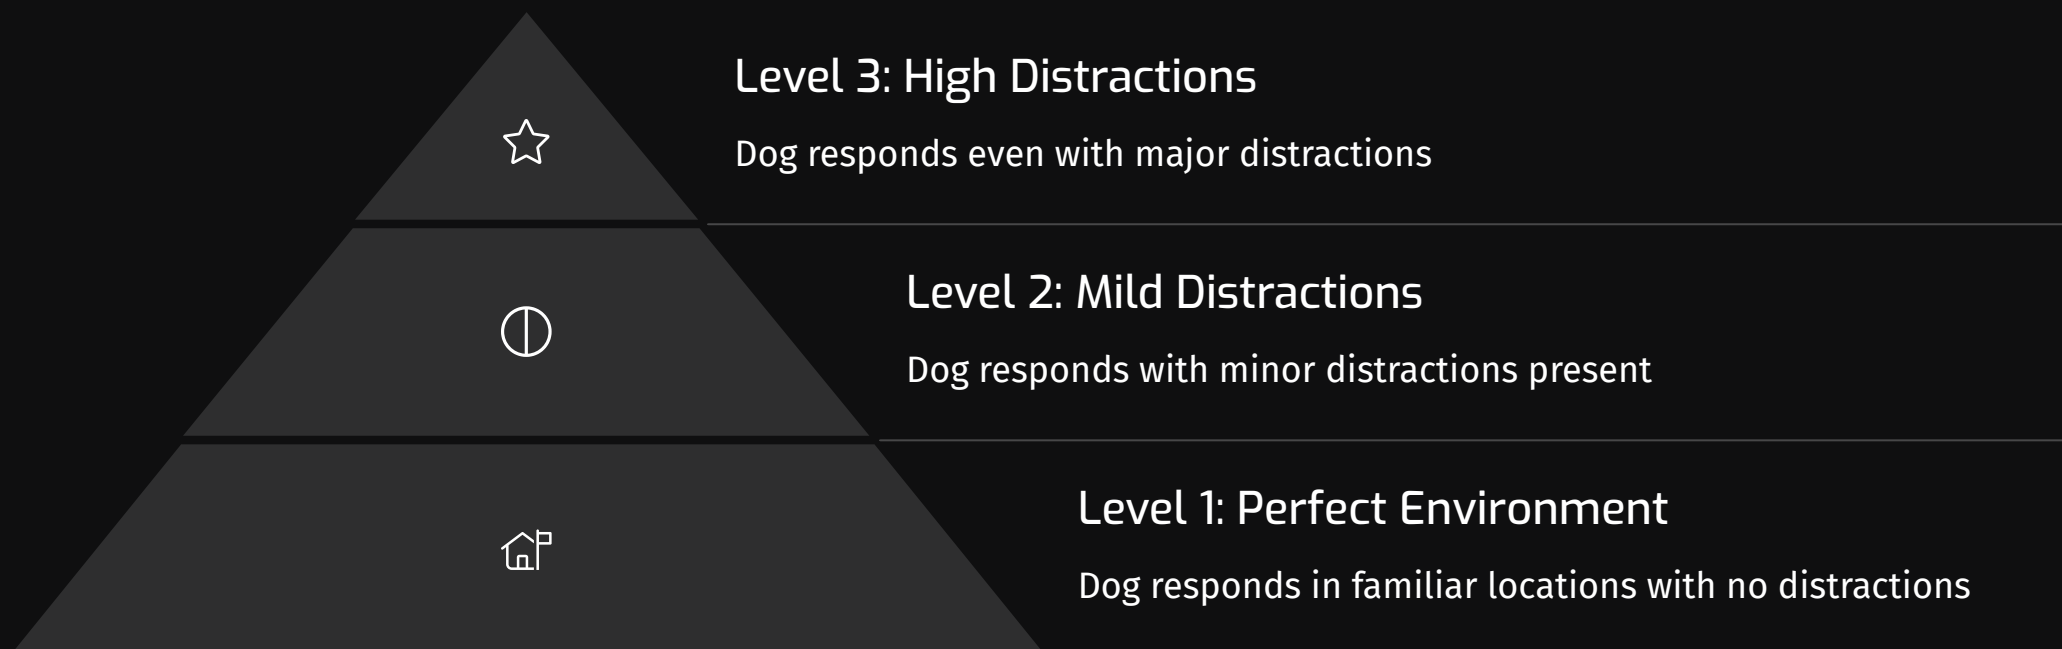 Level 3: High Distractions
Dog responds even with major distractions
Level 2: Mild Distractions
Dog responds with minor distractions present
Level 1: Perfect Environment
Dog responds in familiar locations with no distractions